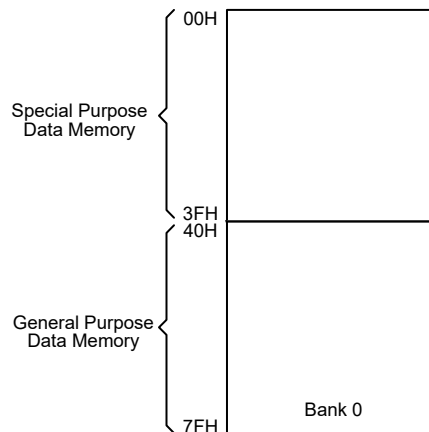 00H
Special Purpose
Data Memory
3FH
40H
General Purpose
Data Memory
Bank 0
7FH